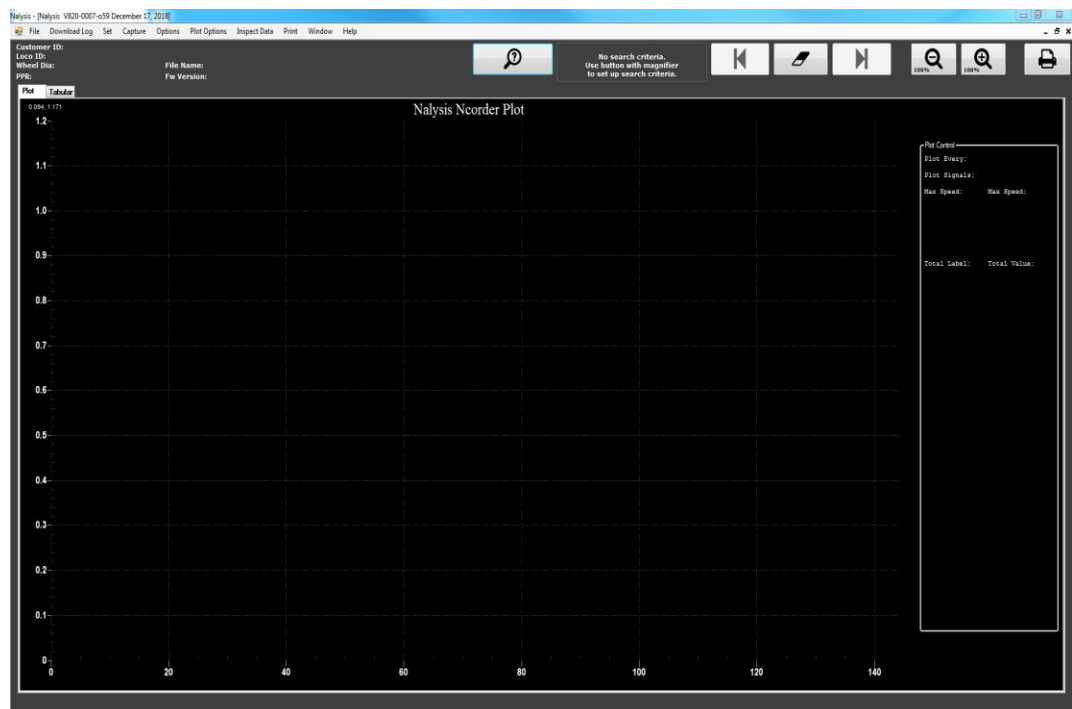 Nalysis - [Nalysis V820-0007-o59 December 17, 2018]
File Download Log Set Capture Options Plot Options Inspect Data Print Window Help
Customer ID:
Loco ID:
Wheel Dia: File Name:
PPR: Fw Version:
No search criteria.
Use button with magnifier
to set up search criteria.
100% 100%
Plot Tabular
0.094, 1.171
Nalysis Ncorder Plot
1.2
1.1
1.0
0.9
0.8
0.7
0.6
0.5
0.4
0.3
0.2
0.1
0
0 20 40 60 80 100 120 140
Plot Control
Plot Every:
Plot Signals:
Max Speed: Max Speed:
Total Label: Total Value: